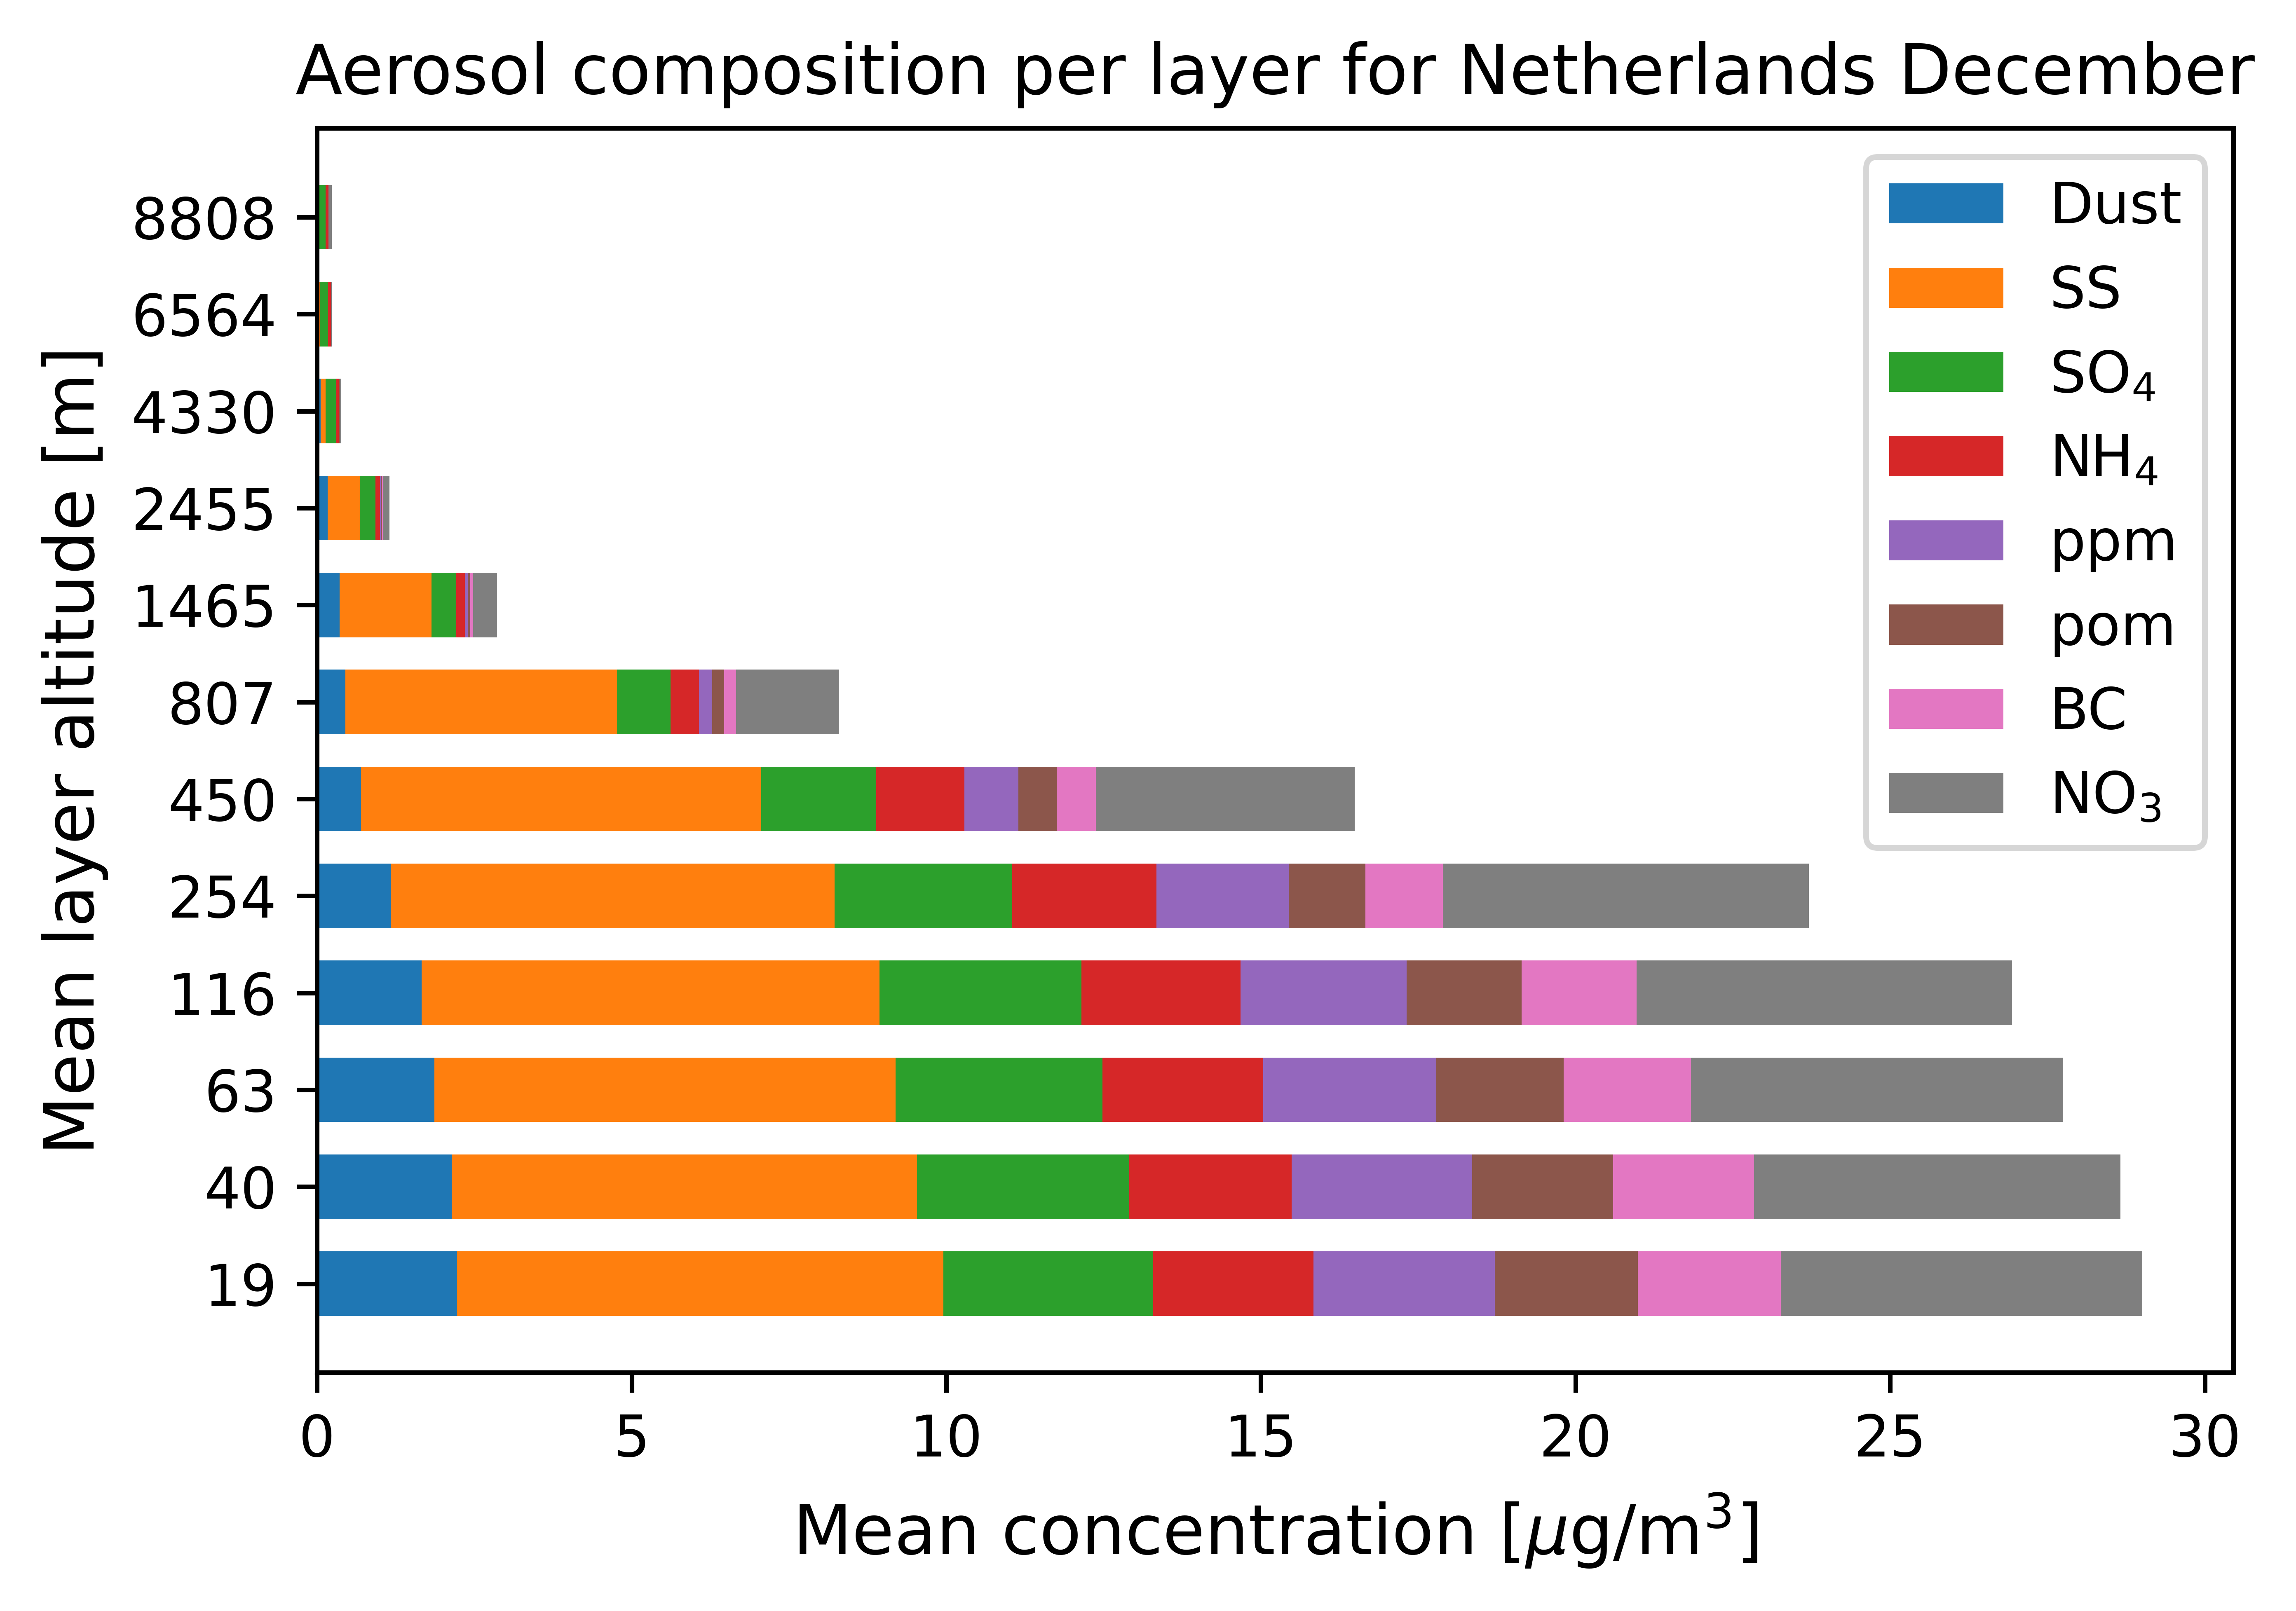 Aerosol composition per layer for Netherlands December
Mean layer altitude [m]
8808
6564
4330
2455
1465
807
450
254
116
63
40
19
Dust
SS
SO₄
NH₄
ppm
pom
BC
NO₃
0 5 10 15 20 25 30
Mean concentration [μg/m³]